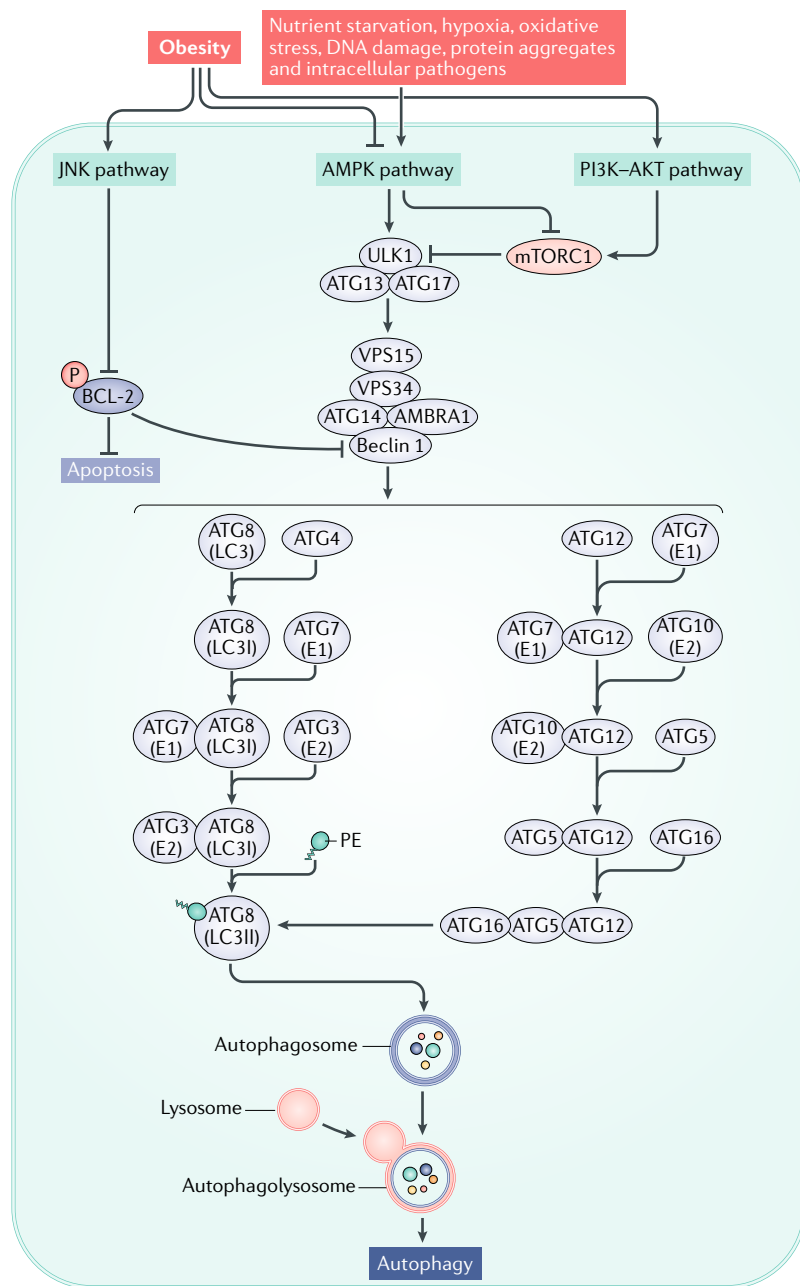 Obesity
Nutrient starvation, hypoxia, oxidative
stress, DNA damage, protein aggregates
and intracellular pathogens
JNK pathway
AMPK pathway
PI3K–AKT pathway
ULK1
mTORC1
ATG13
ATG17
VPS15
P
BCL-2
VPS34
ATG14
AMBRA1
Beclin 1
Apoptosis
ATG8
(LC3)
ATG4
ATG12
ATG7
(E1)
ATG8
(LC3I)
ATG7
(E1)
ATG7
(E1)
ATG12
ATG10
(E2)
ATG7
(E1)
ATG8
(LC3I)
ATG3
(E2)
ATG10
(E2)
ATG12
ATG5
ATG3
(E2)
ATG8
(LC3I)
PE
ATG5
ATG12
ATG16
ATG8
(LC3II)
ATG16
ATG5
ATG12
Autophagosome
Lysosome
Autophagolysosome
Autophagy